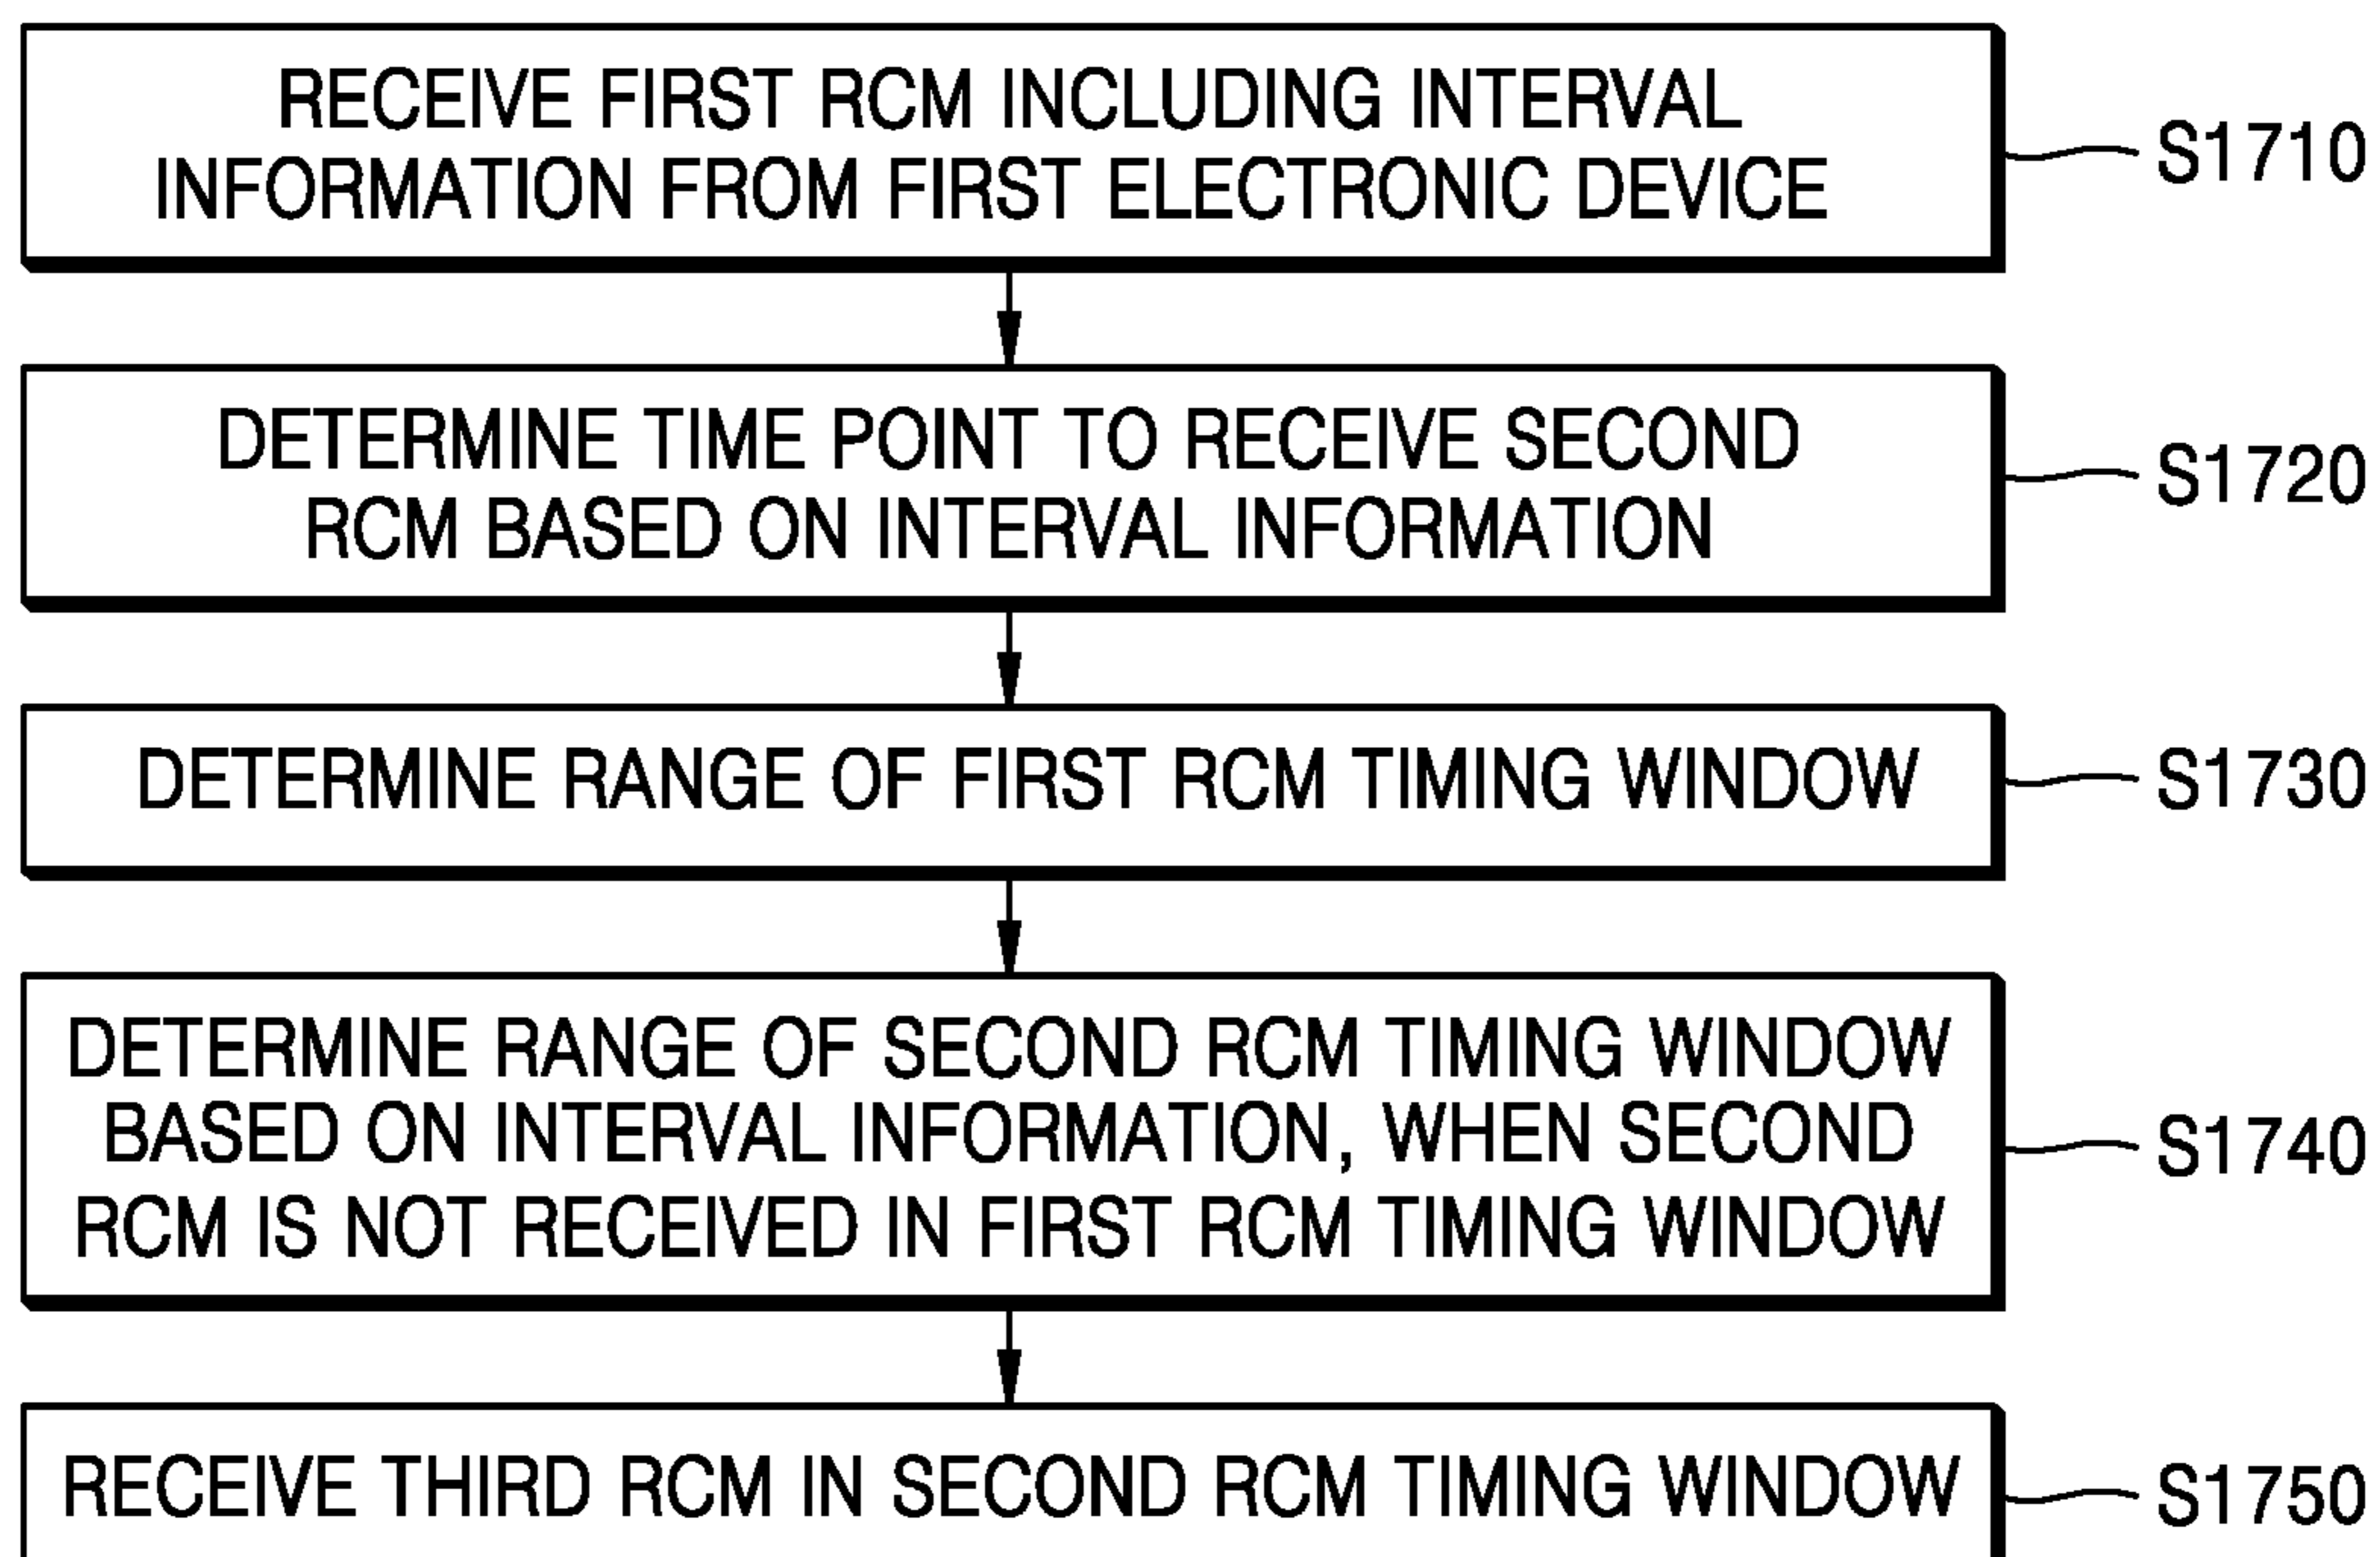 RECEIVE FIRST RCM INCLUDING INTERVAL
INFORMATION FROM FIRST ELECTRONIC DEVICE
S1710
DETERMINE TIME POINT TO RECEIVE SECOND
RCM BASED ON INTERVAL INFORMATION
S1720
DETERMINE RANGE OF FIRST RCM TIMING WINDOW
S1730
DETERMINE RANGE OF SECOND RCM TIMING WINDOW
BASED ON INTERVAL INFORMATION, WHEN SECOND
RCM IS NOT RECEIVED IN FIRST RCM TIMING WINDOW
S1740
RECEIVE THIRD RCM IN SECOND RCM TIMING WINDOW
S1750